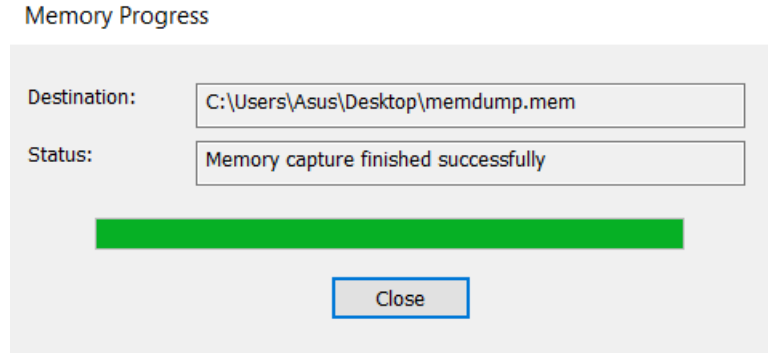 Memory Progress
Destination: C:\Users\Asus\Desktop\memdump.mem
Status: Memory capture finished successfully
Close